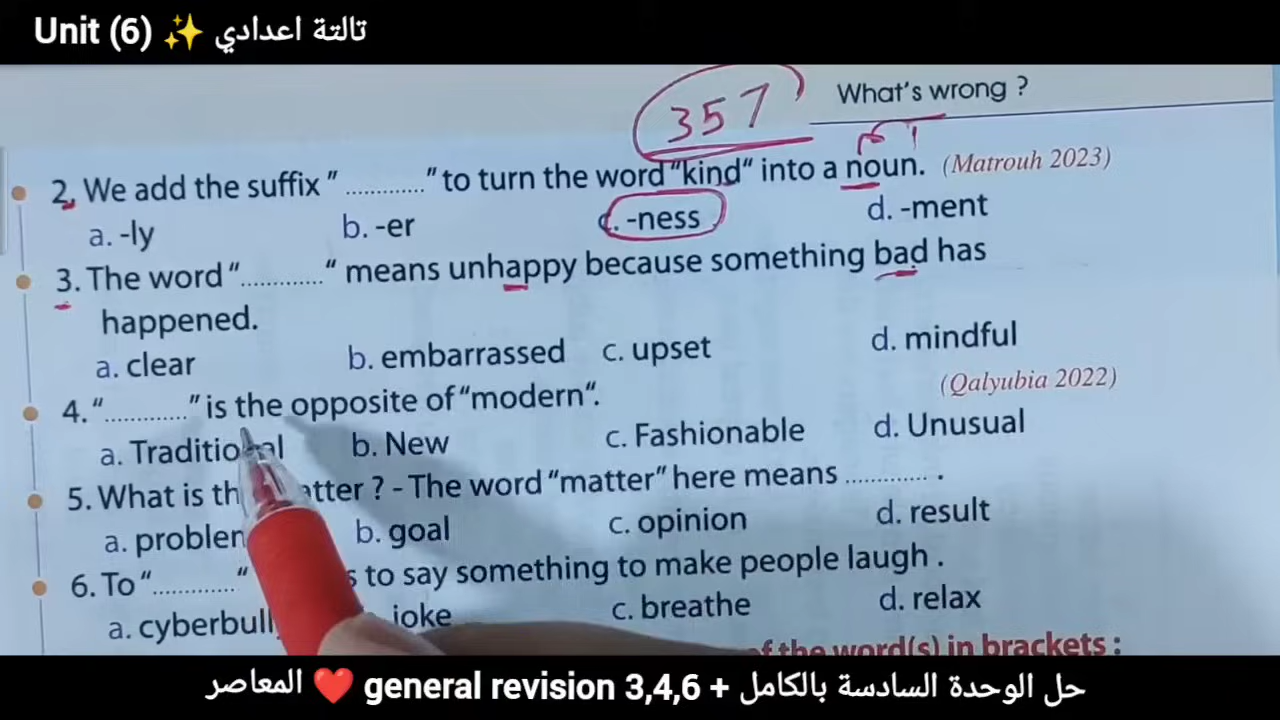 Unit (6) ✨ تالتة اعدادي
357
What's wrong ?
2. We add the suffix "............" to turn the word "kind" into a noun. (Matrouh 2023)
a. -ly b. -er c. -ness d. -ment
3. The word "............." means unhappy because something bad has
happened.
a. clear b. embarrassed c. upset d. mindful
4. "............" is the opposite of "modern". (Qalyubia 2022)
a. Traditional b. New c. Fashionable d. Unusual
5. What is the matter ? - The word "matter" here means ............ .
a. problem b. goal c. opinion d. result
6. To "............" to say something to make people laugh .
a. cyberbully joke c. breathe d. relax
of the word(s) in brackets :
حل الوحدة السادسة بالكامل + general revision 3,4,6 ❤️ المعاصر